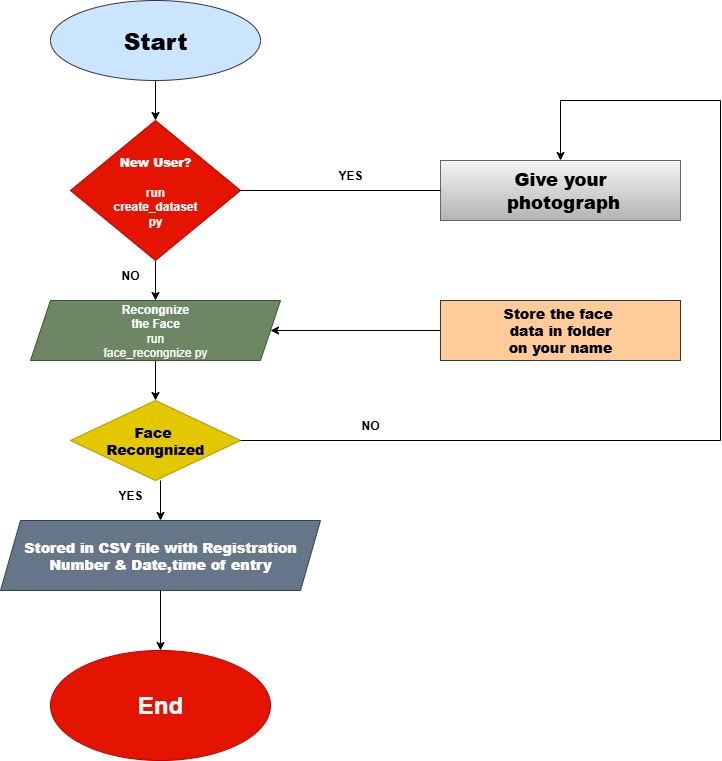 Start
New User?
run
create_dataset
py
YES
Give your
photograph
NO
Recongnize
the Face
run
face_recongnize py
Store the face
data in folder
on your name
Face
Recongnized
NO
YES
Stored in CSV file with Registration
Number & Date,time of entry
End